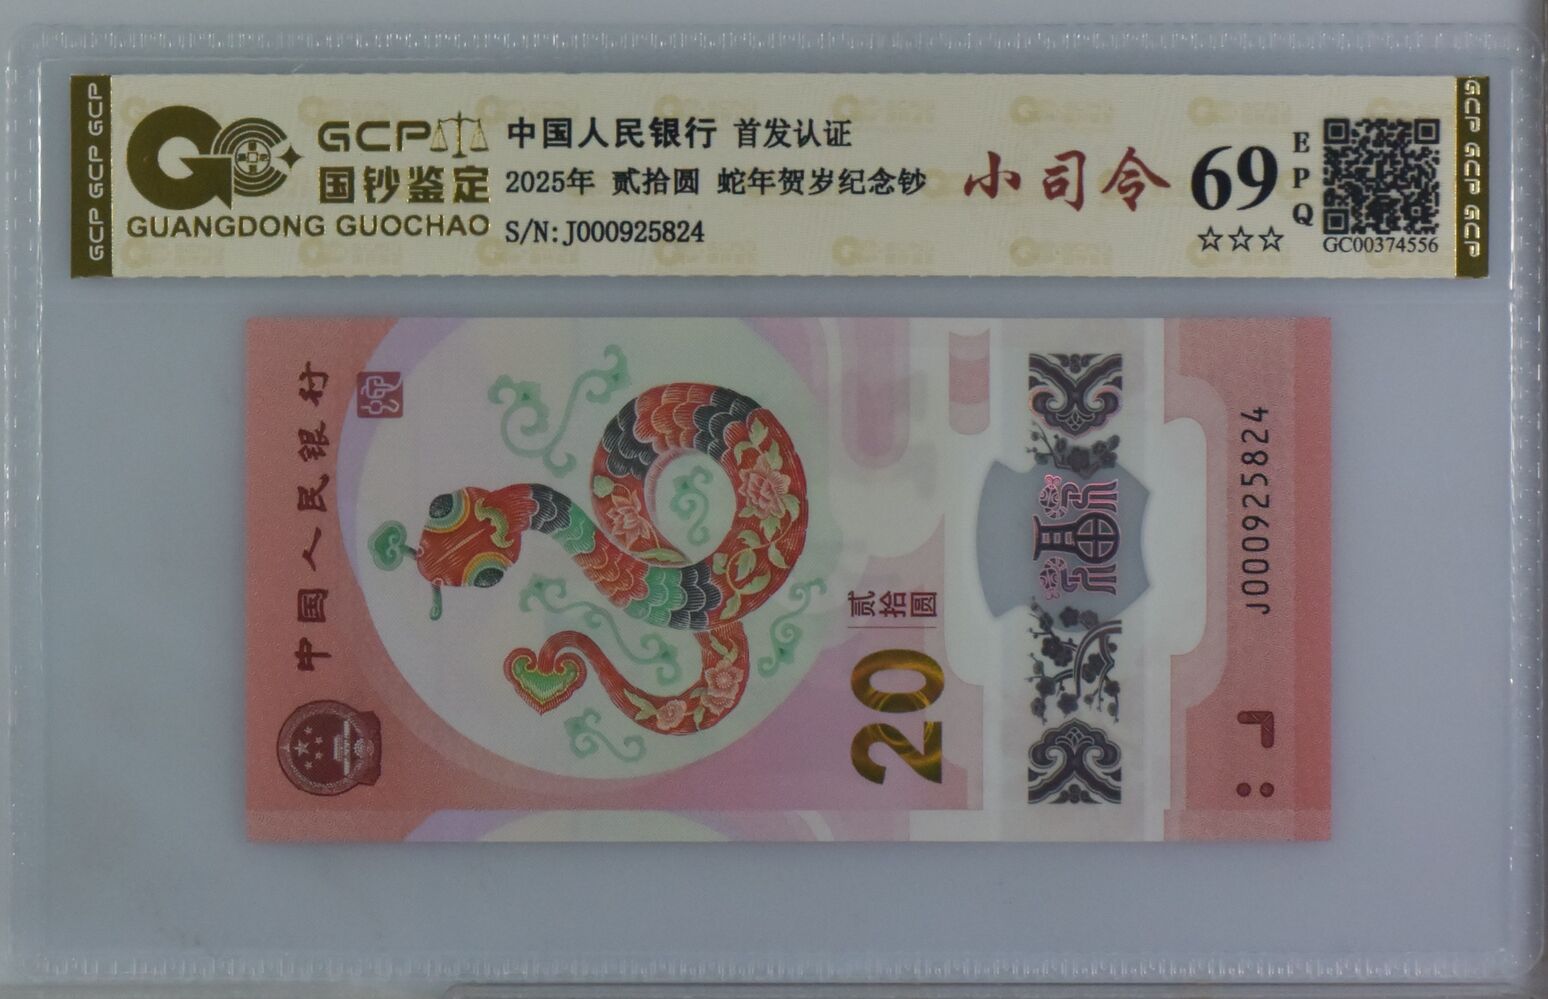 GCP GCP GCP
GCP
国钞鉴定
GUANGDONG GUOCHAO
中国人民银行 首发认证
2025年 贰拾圆 蛇年贺岁纪念钞
S/N:J000925824
小司令
69
EPQ
☆☆☆
GC00374556
GCP GCP GCP
中国人民银行
贰拾圆
20
福
J000925824